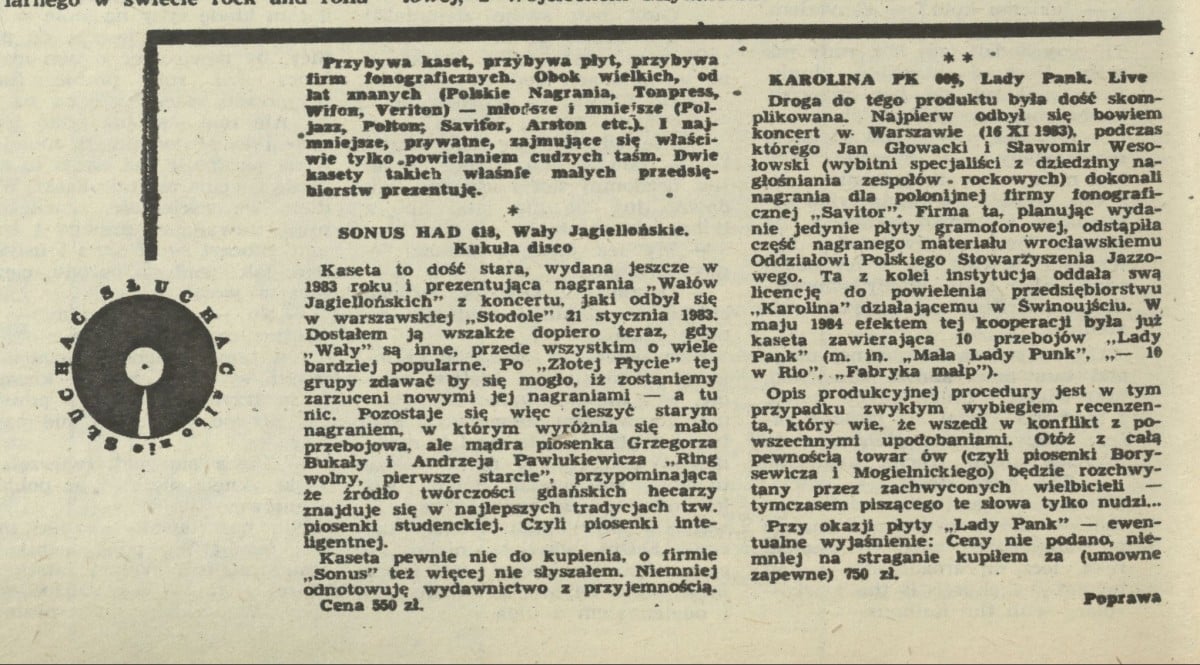 larnego w świecie rock and rolla
SŁUCHAĆ albo nie SŁUCHAĆ
Przybywa kaset, przybywa płyt, przybywa
firm fonograficznych. Obok wielkich, od
lat znanych (Polskie Nagrania, Tonpress,
Wifon, Veriton) — młodsze i mniejsze (Pol-
jazz, Polton, Savitor, Arston etc.). I naj-
mniejsze, prywatne, zajmujące się właści-
wie tylko powielaniem cudzych taśm. Dwie
kasety takich właśnie małych przedsię-
biorstw prezentuję.
*
SONUS HAD 618, Wały Jagiellońskie.
Kukuła disco
Kaseta to dość stara, wydana jeszcze w
1983 roku i prezentująca nagrania „Wałów
Jagiellońskich” z koncertu, jaki odbył się
w warszawskiej „Stodole” 21 stycznia 1983.
Dostałem ją wszakże dopiero teraz, gdy
„Wały” są inne, przede wszystkim o wiele
bardziej popularne. Po „Złotej Płycie” tej
grupy zdawać by się mogło, iż zostaniemy
zarzuceni nowymi jej nagraniami — a tu
nic. Pozostaje się więc cieszyć starym
nagraniem, w którym wyróżnia się mało
przebojowa, ale mądra piosenka Grzegorza
Bukały i Andrzeja Pawlukiewicza „Ring
wolny, pierwsze starcie”, przypominająca
że źródło twórczości gdańskich hecarzy
znajduje się w najlepszych tradycjach tzw.
piosenki studenckiej. Czyli piosenki inte-
ligentnej.
Kaseta pewnie nie do kupienia, o firmie
„Sonus” też więcej nie słyszałem. Niemniej
odnotowuję wydawnictwo z przyjemnością.
Cena 550 zł.
* *
KAROLINA PK 006, Lady Pank. Live
Droga do tego produktu była dość skom-
plikowana. Najpierw odbył się bowiem
koncert w Warszawie (16 XI 1983), podczas
którego Jan Głowacki i Sławomir Weso-
łowski (wybitni specjaliści z dziedziny na-
głośniania zespołów rockowych) dokonali
nagrania dla polonijnej firmy fonografi-
cznej „Savitor”. Firma ta, planując wyda-
nie jedynie płyty gramofonowej, odstąpiła
część nagranego materiału wrocławskiemu
Oddziałowi Polskiego Stowarzyszenia Jazzo-
wego. Ta z kolei instytucja oddała swą
licencję do powielenia przedsiębiorstwu
„Karolina” działającemu w Świnoujściu. W
maju 1984 efektem tej kooperacji była już
kaseta zawierająca 10 przebojów „Lady
Pank” (m. in. „Mała Lady Punk”, „— 10
w Rio”, „Fabryka małp”).
Opis produkcyjnej procedury jest w tym
przypadku zwykłym wybiegiem recenzen-
ta, który wie, że wszedł w konflikt z po-
wszechnymi upodobaniami. Otóż z całą
pewnością towar ów (czyli piosenki Bory-
sewicza i Mogielnickiego) będzie rozchwy-
tany przez zachwyconych wielbicieli —
tymczasem piszącego te słowa tylko nudzi...
Przy okazji płyty „Lady Pank” — ewen-
tualne wyjaśnienie: Ceny nie podano, nie-
mniej na straganie kupiłem za (umowne
zapewne) 750 zł.
Poprawa